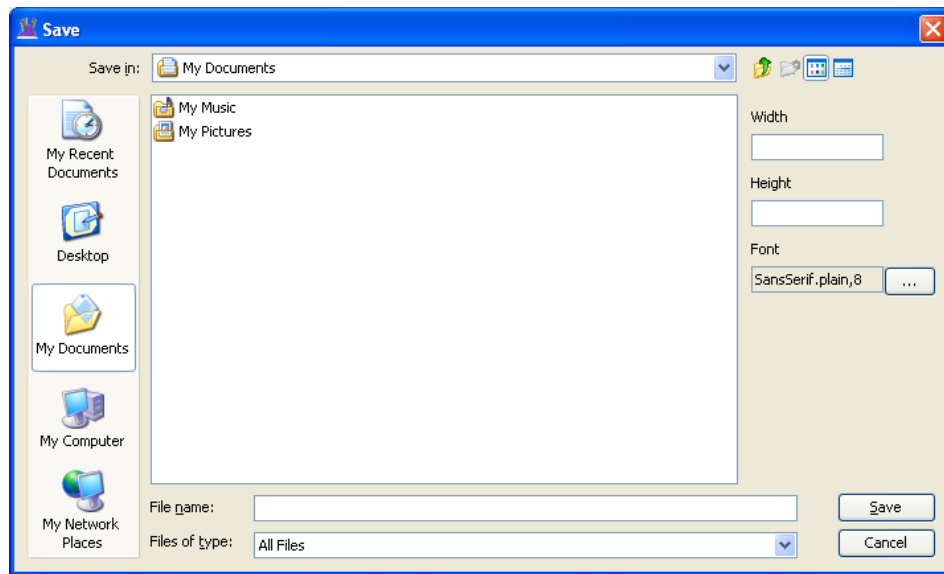 Save
Save in:
My Documents
My Music
My Pictures
My Recent
Documents
Desktop
My Documents
My Computer
My Network
Places
Width
Height
Font
SansSerif.plain,8
...
File name:
Save
Files of type:
All Files
Cancel